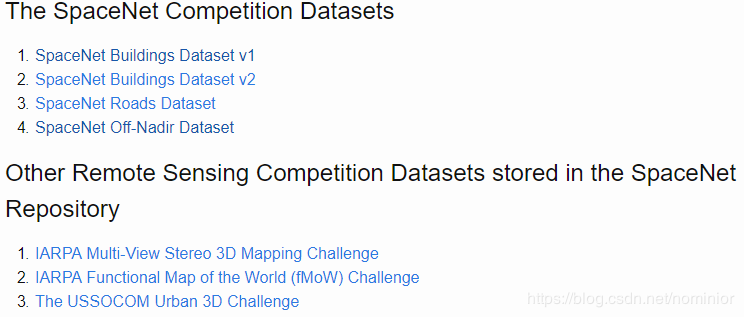 The SpaceNet Competition Datasets
1. SpaceNet Buildings Dataset v1
2. SpaceNet Buildings Dataset v2
3. SpaceNet Roads Dataset
4. SpaceNet Off-Nadir Dataset
Other Remote Sensing Competition Datasets stored in the SpaceNet
Repository
1. IARPA Multi-View Stereo 3D Mapping Challenge
2. IARPA Functional Map of the World (fMoW) Challenge
3. The USSOCOM Urban 3D Challenge
https://blog.csdn.net/nominior